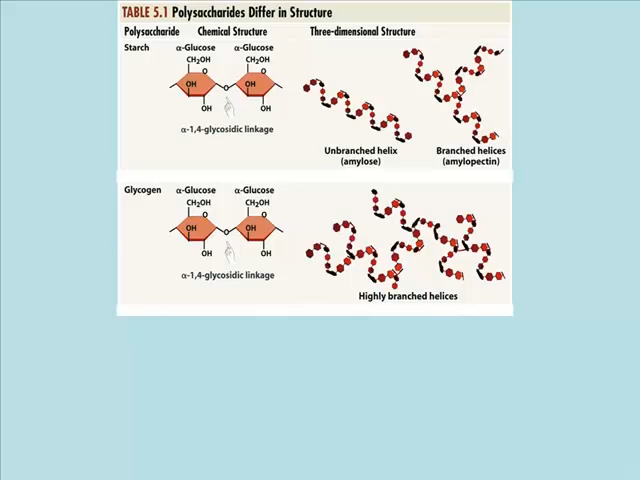 TABLE 5.1 Polysaccharides Differ in Structure
Polysaccharide Chemical Structure Three-dimensional Structure
Starch α-Glucose α-Glucose
CH₂OH CH₂OH
O O
OH O OH
OH OH
α-1,4-glycosidic linkage
Unbranched helix
(amylose)
Branched helices
(amylopectin)
Glycogen α-Glucose α-Glucose
CH₂OH CH₂OH
O O
OH O OH
OH OH
α-1,4-glycosidic linkage
Highly branched helices